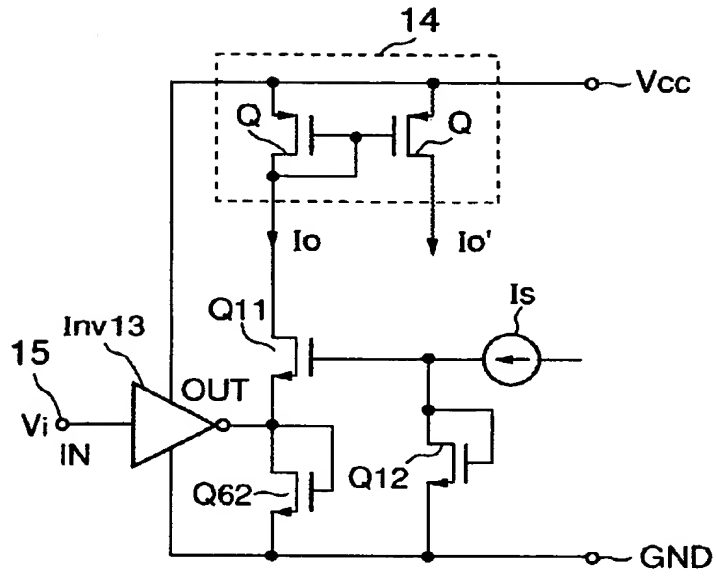 14
Vcc
Q
Q
Io
Io'
Q11
Is
Inv13
15
OUT
Vi
IN
Q62
Q12
GND